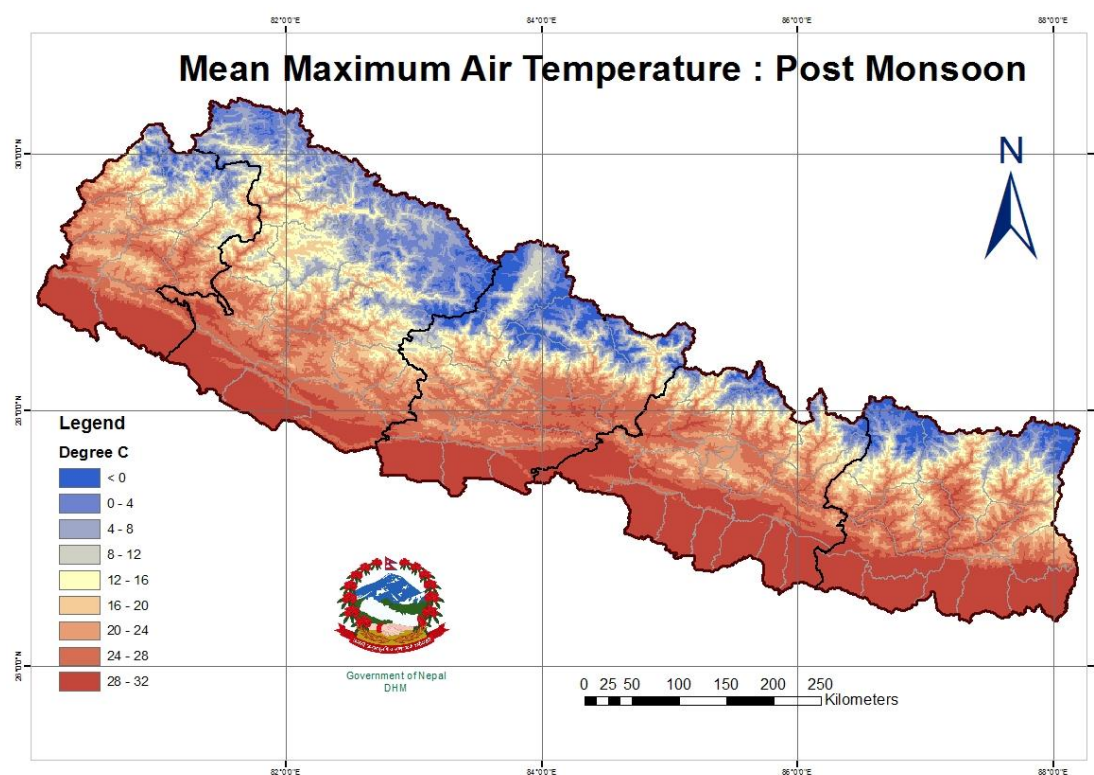 82°0'0"E
84°0'0"E
86°0'0"E
88°0'0"E
Mean Maximum Air Temperature : Post Monsoon
N
30°0'0"N
28°0'0"N
26°0'0"N
Legend
Degree C
< 0
0 - 4
4 - 8
8 - 12
12 - 16
16 - 20
20 - 24
24 - 28
28 - 32
Government of Nepal
DHM
0 25 50 100 150 200 250
Kilometers
82°0'0"E
84°0'0"E
86°0'0"E
88°0'0"E